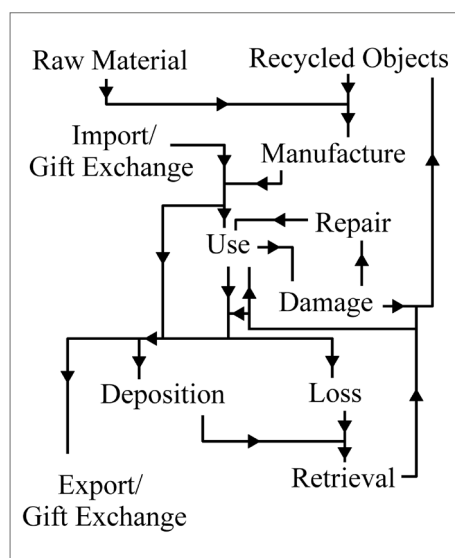 Raw Material
Recycled Objects
Import/
Gift Exchange
Manufacture
Repair
Use
Damage
Deposition
Loss
Export/
Gift Exchange
Retrieval